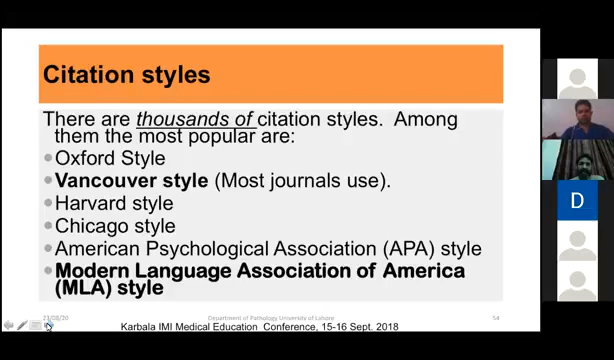 Citation styles
There are thousands of citation styles. Among
them the most popular are:
Oxford Style
Vancouver style (Most journals use).
Harvard style
Chicago style
American Psychological Association (APA) style
Modern Language Association of America
(MLA) style
D
23/08/20
Department of Pathology University of Lahore
54
Karbala IMI Medical Education Conference, 15-16 Sept. 2018